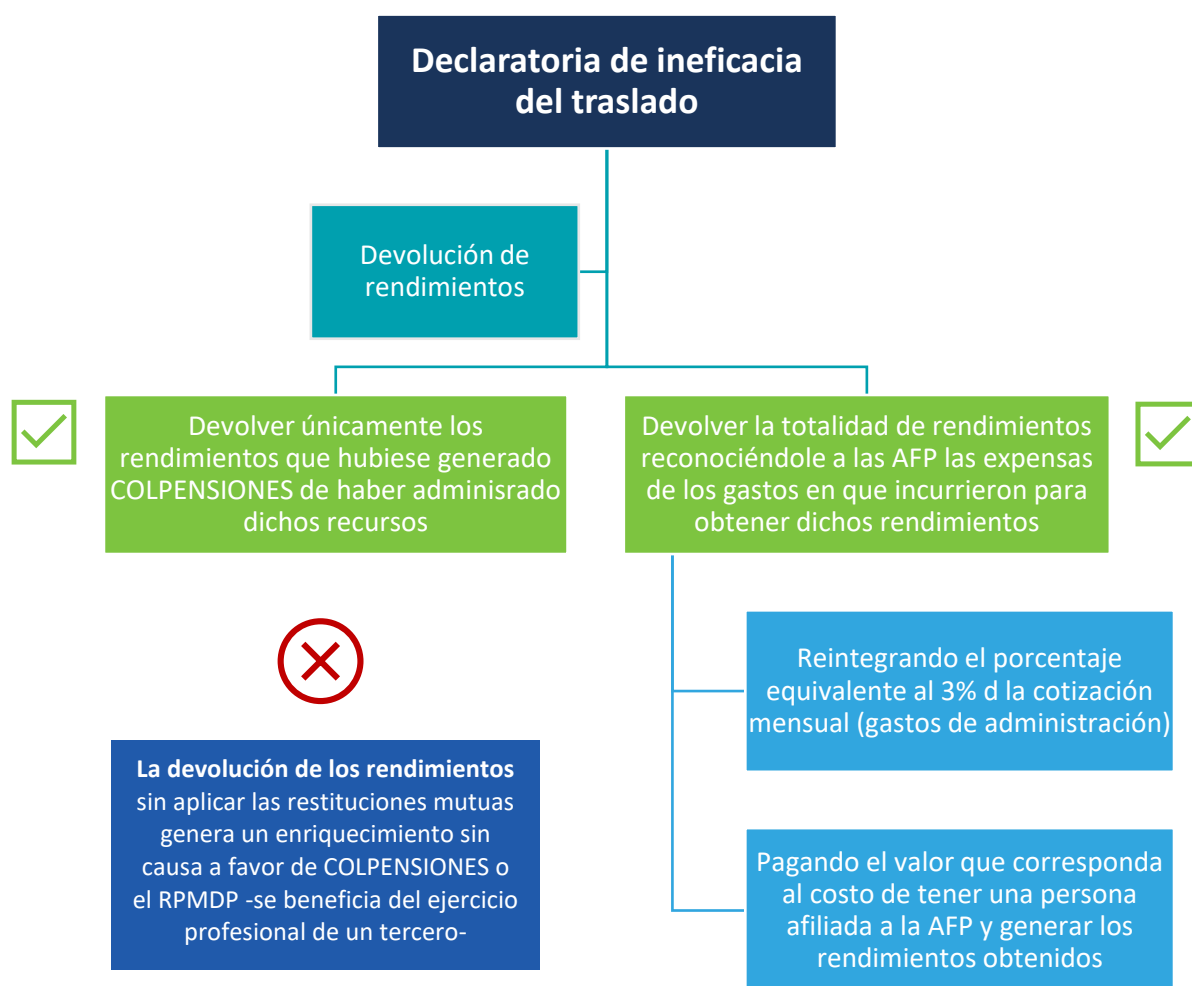 Declaratoria de ineficacia
del traslado
Devolución de
rendimientos
Devolver únicamente los
rendimientos que hubiese generado
COLPENSIONES de haber adminisrado
dichos recursos
Devolver la totalidad de rendimientos
reconociéndole a las AFP las expensas
de los gastos en que incurrieron para
obtener dichos rendimientos
Reintegrando el porcentaje
equivalente al 3% d la cotización
mensual (gastos de administración)
La devolución de los rendimientos
sin aplicar las restituciones mutuas
genera un enriquecimiento sin
causa a favor de COLPENSIONES o
el RPMDP -se beneficia del ejercicio
profesional de un tercero-
Pagando el valor que corresponda
al costo de tener una persona
afiliada a la AFP y generar los
rendimientos obtenidos